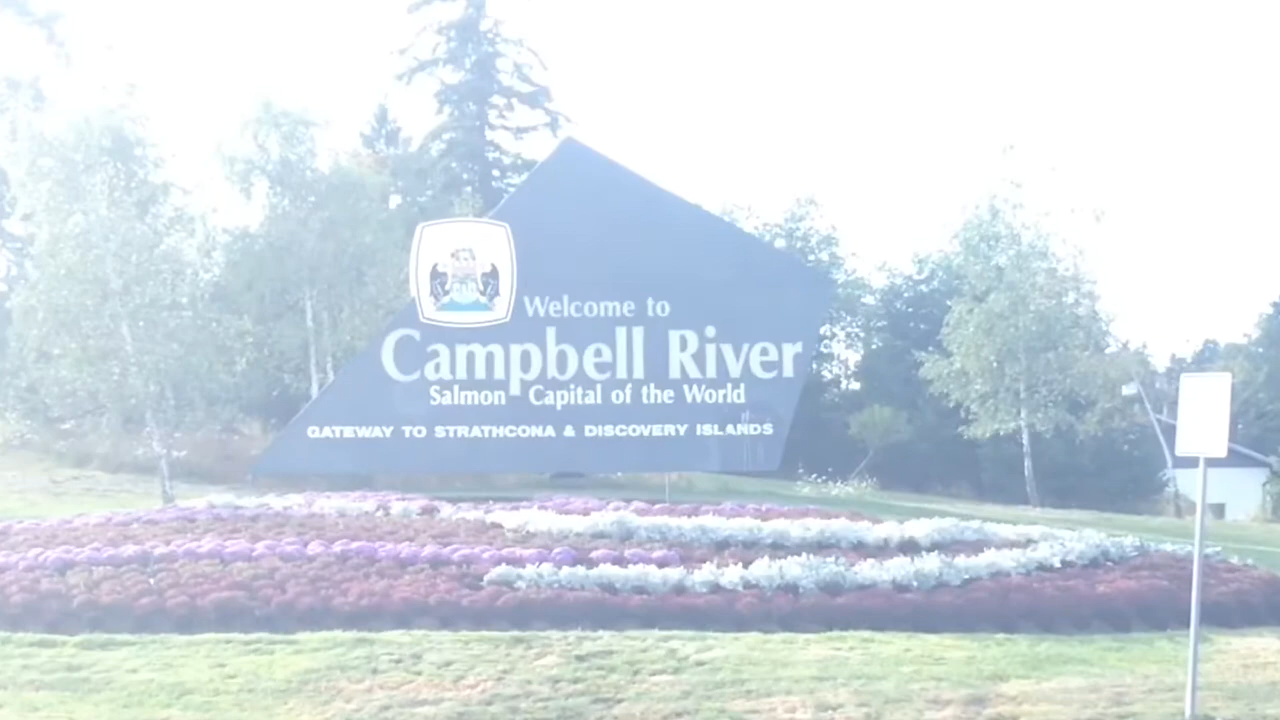 Welcome to
Campbell River
Salmon Capital of the World
GATEWAY TO STRATHCONA & DISCOVERY ISLANDS